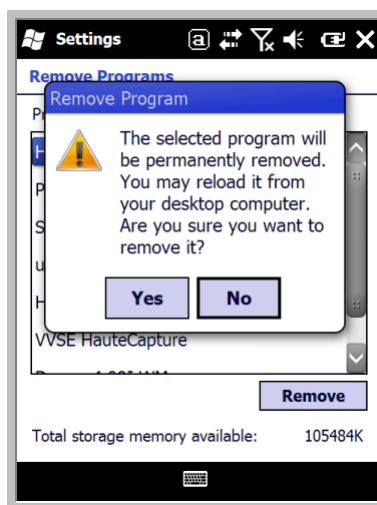 Settings
Remove Programs
Remove Program
The selected program will
be permanently removed.
You may reload it from
your desktop computer.
Are you sure you want to
remove it?
Yes No
VVSE HauteCapture
Remove
Total storage memory available: 105484K